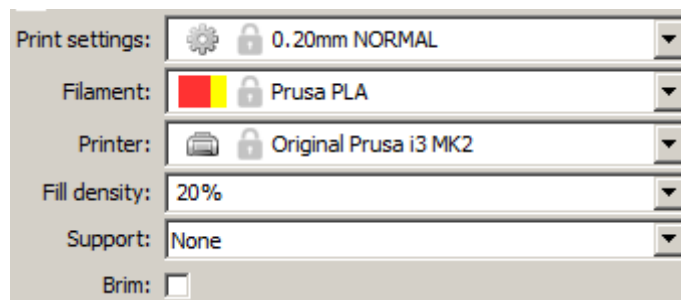 Print settings: 0.20mm NORMAL
Filament: Prusa PLA
Printer: Original Prusa i3 MK2
Fill density: 20%
Support: None
Brim: